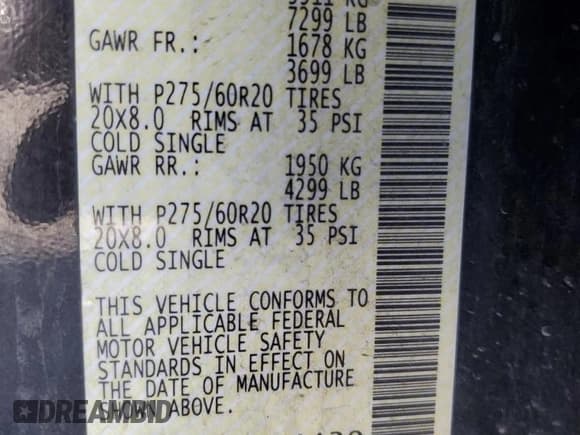 7299 LB
GAWR FR.: 1678 KG
3699 LB
WITH P275/60R20 TIRES
20X8.0 RIMS AT 35 PSI
COLD SINGLE
GAWR RR.: 1950 KG
4299 LB
WITH P275/60R20 TIRES
20X8.0 RIMS AT 35 PSI
COLD SINGLE
THIS VEHICLE CONFORMS TO
ALL APPLICABLE FEDERAL
MOTOR VEHICLE SAFETY
STANDARDS IN EFFECT ON
THE DATE OF MANUFACTURE
SHOWN ABOVE.
DREAMBID